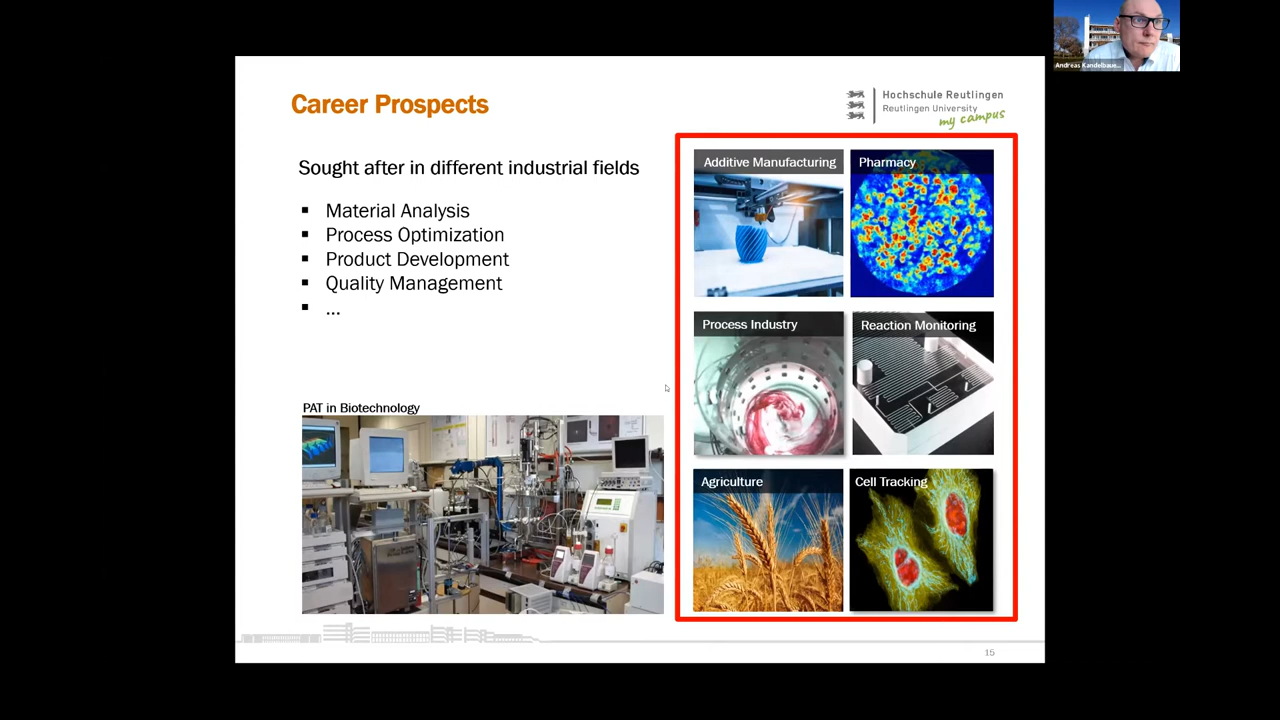 Andreas Kandelbaue...
Career Prospects
Hochschule Reutlingen
Reutlingen University
my campus
Sought after in different industrial fields
▪ Material Analysis
▪ Process Optimization
▪ Product Development
▪ Quality Management
▪ ...
PAT in Biotechnology
Additive Manufacturing
Pharmacy
Process Industry
Reaction Monitoring
Agriculture
Cell Tracking
15